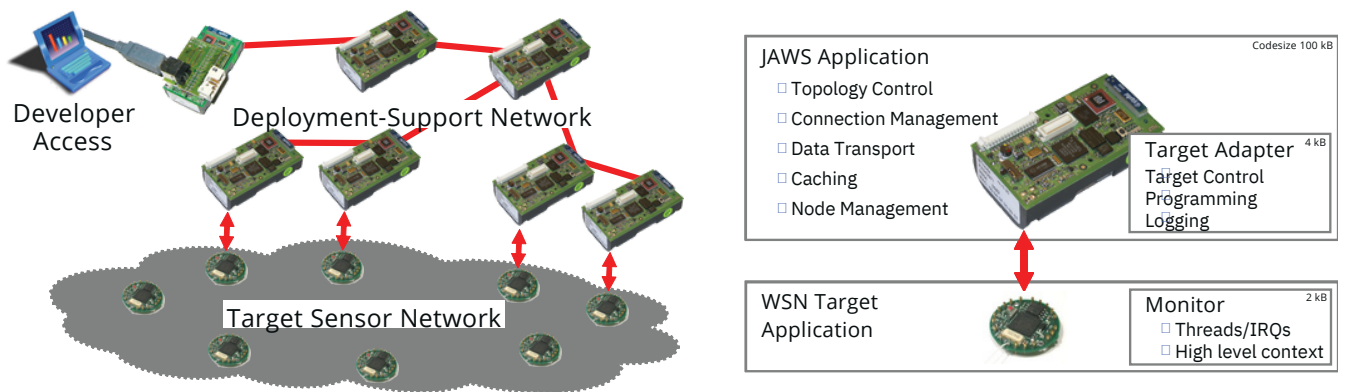 Developer
Access
Deployment-Support Network
Target Sensor Network
JAWS Application
Codesize 100 kB
Topology Control
Connection Management
Data Transport
Caching
Node Management
Target Adapter
4 kB
Target Control
Programming
Logging
WSN Target
Application
Monitor
2 kB
Threads/IRQs
High level context